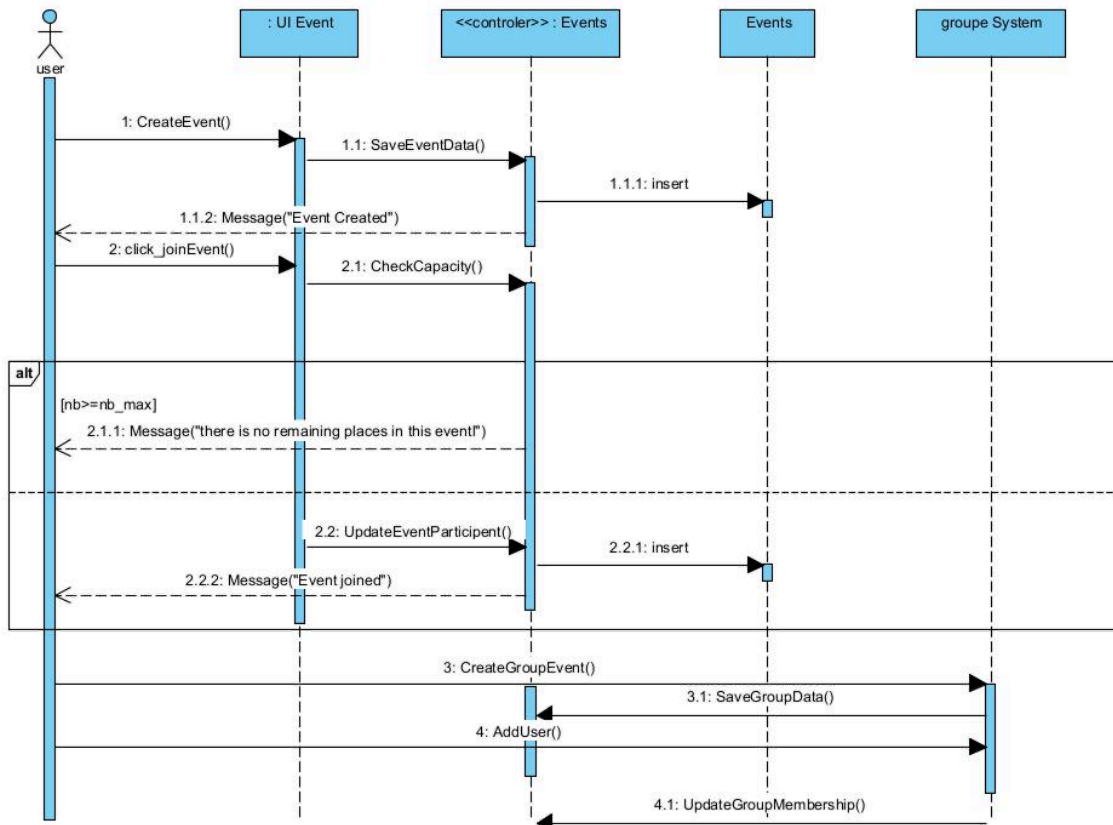 : UI Event
<<controler>> : Events
Events
groupe System
user
1: CreateEvent()
1.1: SaveEventData()
1.1.1: insert
1.1.2: Message("Event Created")
2: click_joinEvent()
2.1: CheckCapacity()
alt
[nb>=nb_max]
2.1.1: Message("there is no remaining places in this eventl")
2.2: UpdateEventParticipent()
2.2.1: insert
2.2.2: Message("Event joined")
3: CreateGroupEvent()
3.1: SaveGroupData()
4: AddUser()
4.1: UpdateGroupMembership()